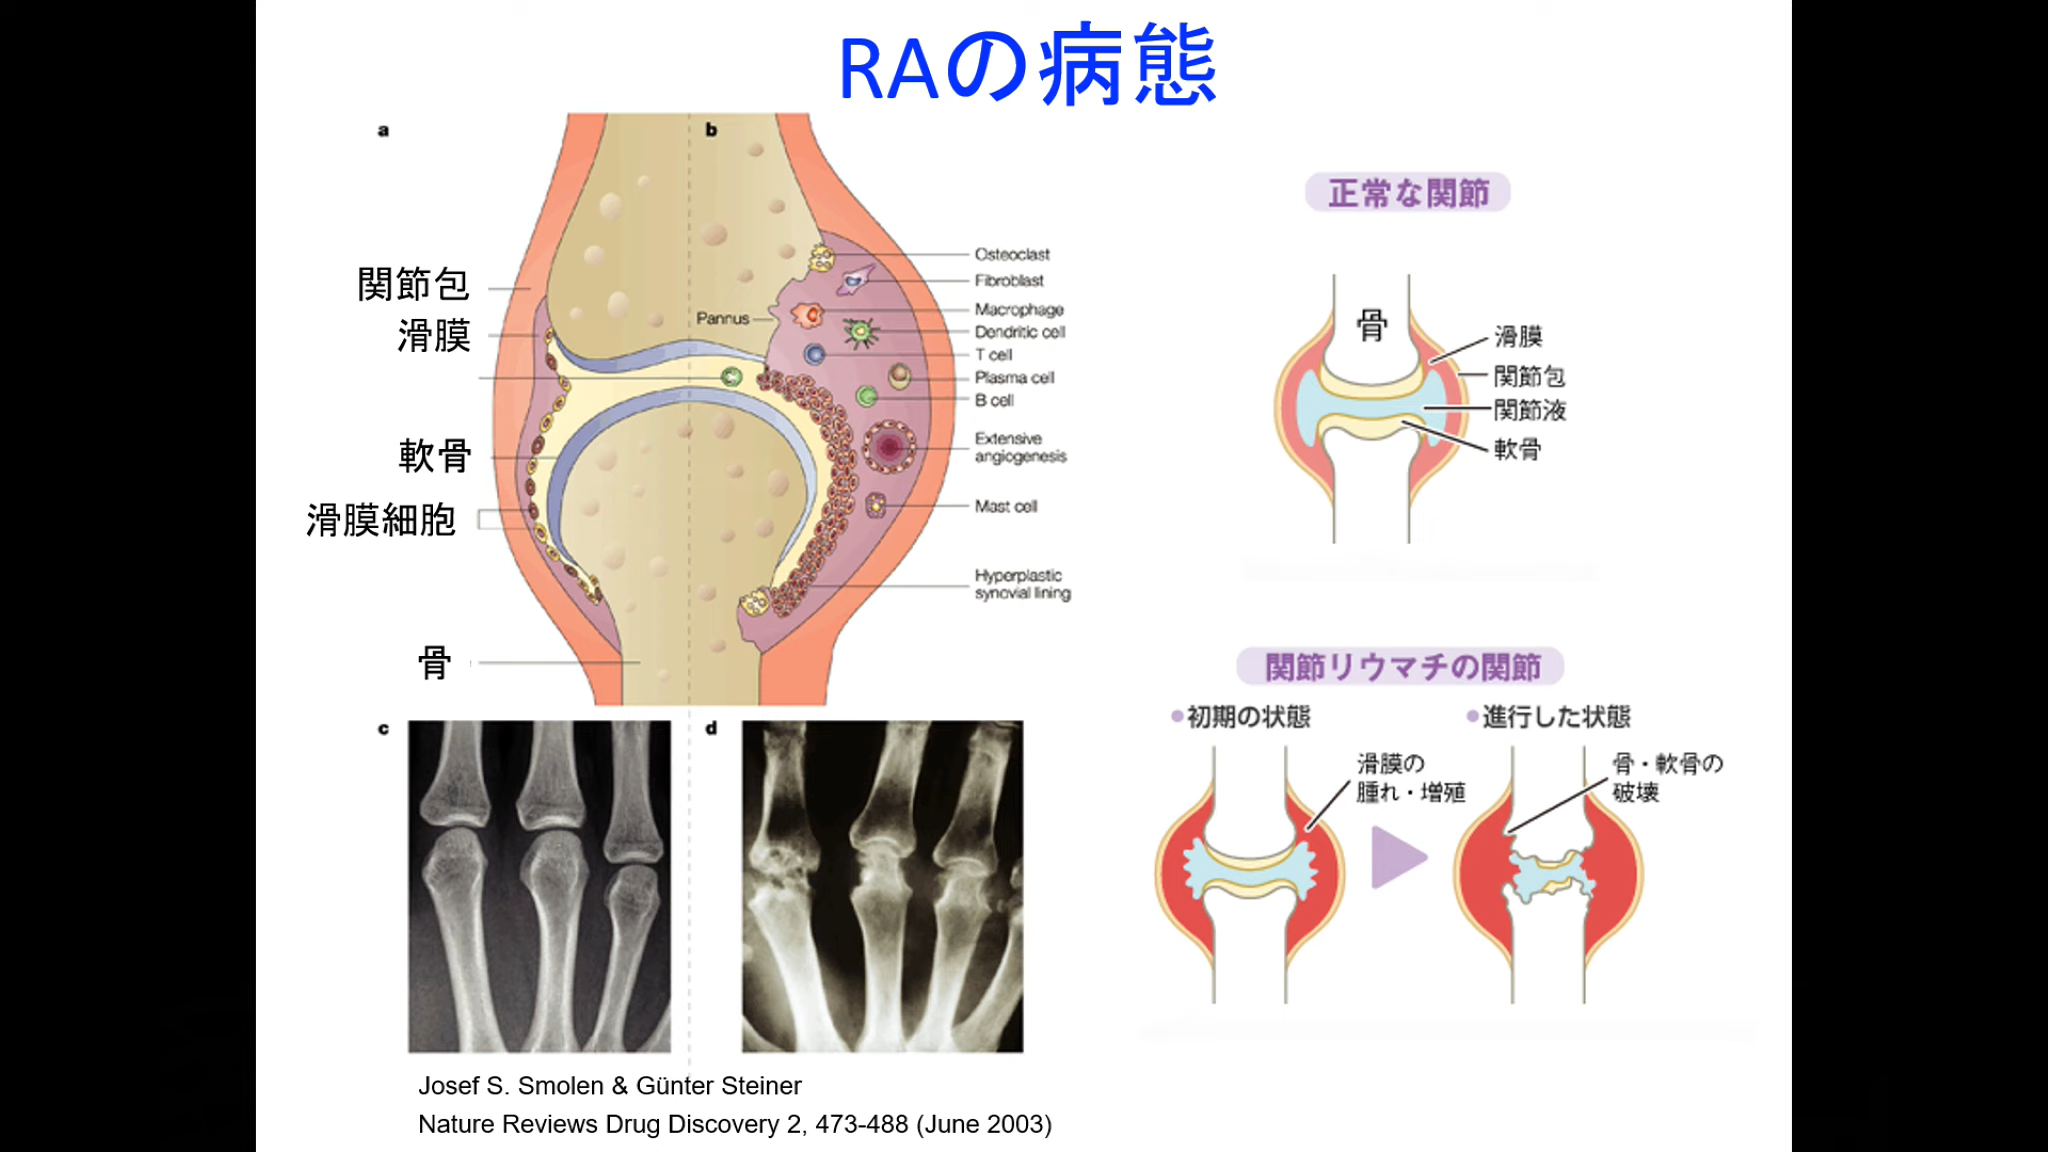 RAの病態
a
b
関節包
滑膜
軟骨
滑膜細胞
骨
Pannus
Osteoclast
Fibroblast
Macrophage
Dendritic cell
T cell
Plasma cell
B cell
Extensive
angiogenesis
Mast cell
Hyperplastic
synovial lining
c
d
Josef S. Smolen & Günter Steiner
Nature Reviews Drug Discovery 2, 473-488 (June 2003)
正常な関節
骨
滑膜
関節包
関節液
軟骨
関節リウマチの関節
●初期の状態
滑膜の
腫れ・増殖
●進行した状態
骨・軟骨の
破壊